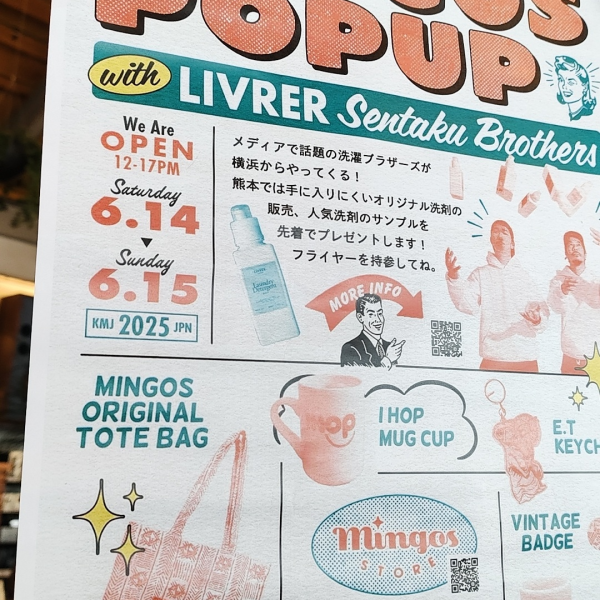 POPUP
with LIVRER Sentaku Brothers
We Are
OPEN
12-17PM
Saturday
6.14
Sunday
6.15
KMJ 2025 JPN
メディアで話題の洗濯ブラザーズが
横浜からやってくる！
熊本では手に入りにくいオリジナル洗剤の
販売、人気洗剤のサンプルを
先着でプレゼントします！
フライヤーを持参してね。
MORE INFO
MINGOS
ORIGINAL
TOTE BAG
HOP
I HOP
MUG CUP
E.T
Mingos
STORE
VINTAGE
BADGE